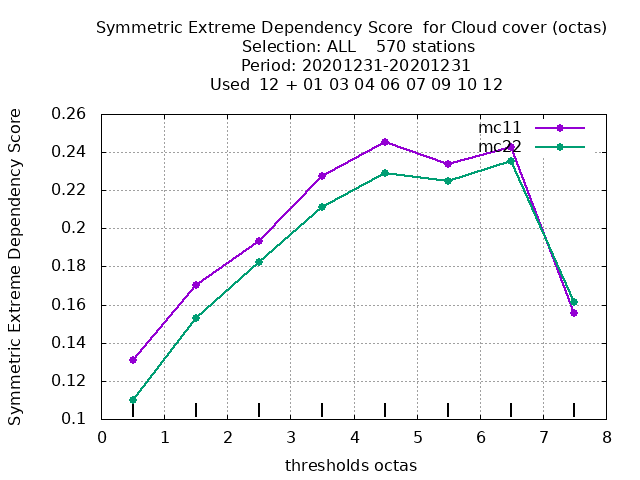 Symmetric Extreme Dependency Score  for Cloud cover (octas)
Selection: ALL    570 stations
Period: 20201231-20201231
Used  12 + 01 03 04 06 07 09 10 12
Symmetric Extreme Dependency Score
0.26
0.24
0.22
0.2
0.18
0.16
0.14
0.12
0.1
mc11
mc22
0 1 2 3 4 5 6 7 8
thresholds octas